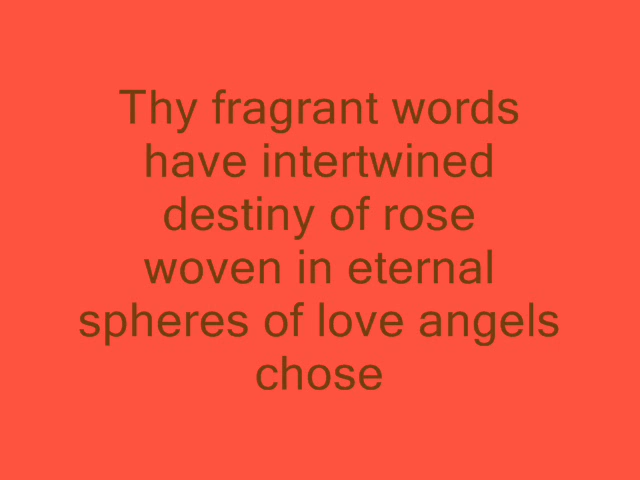 Thy fragrant words
have intertwined
destiny of rose
woven in eternal
spheres of love angels
chose